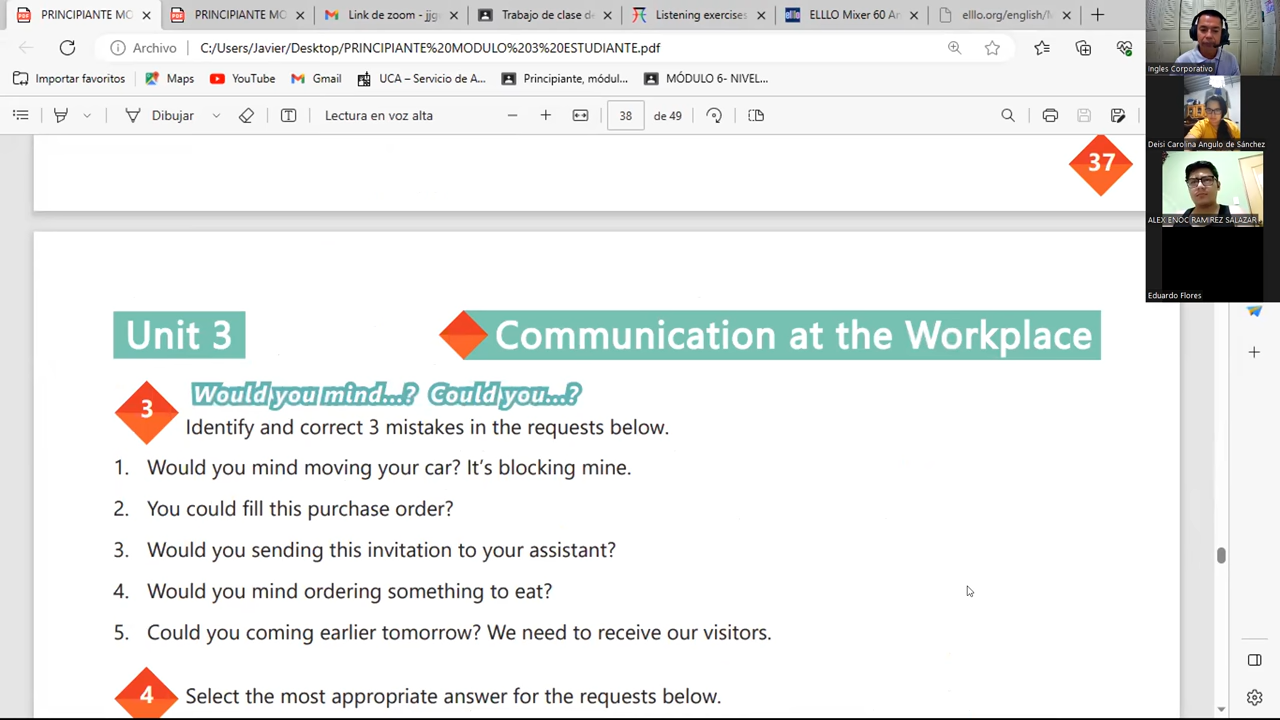 PRINCIPIANTE MO
PRINCIPIANTE MO
Link de zoom - jjg
Trabajo de clase d
Listening exercises
ELLLO Mixer 60 Ar
elllo.org/english/
Archivo
C:/Users/Javier/Desktop/PRINCIPIANTE%20MODULO%203%20ESTUDIANTE.pdf
Importar favoritos
Maps
YouTube
Gmail
UCA – Servicio de A...
Principiante, módul...
MÓDULO 6- NIVEL...
Dibujar
Lectura en voz alta
38
de 49
Ingles Corporativo
Deisi Carolina Angulo de Sánchez
ALEX ENOC RAMIREZ SALAZAR
Eduardo Flores
37
Unit 3
Communication at the Workplace
3
Would you mind...? Could you...?
Identify and correct 3 mistakes in the requests below.
1. Would you mind moving your car? It's blocking mine.
2. You could fill this purchase order?
3. Would you sending this invitation to your assistant?
4. Would you mind ordering something to eat?
5. Could you coming earlier tomorrow? We need to receive our visitors.
4
Select the most appropriate answer for the requests below.